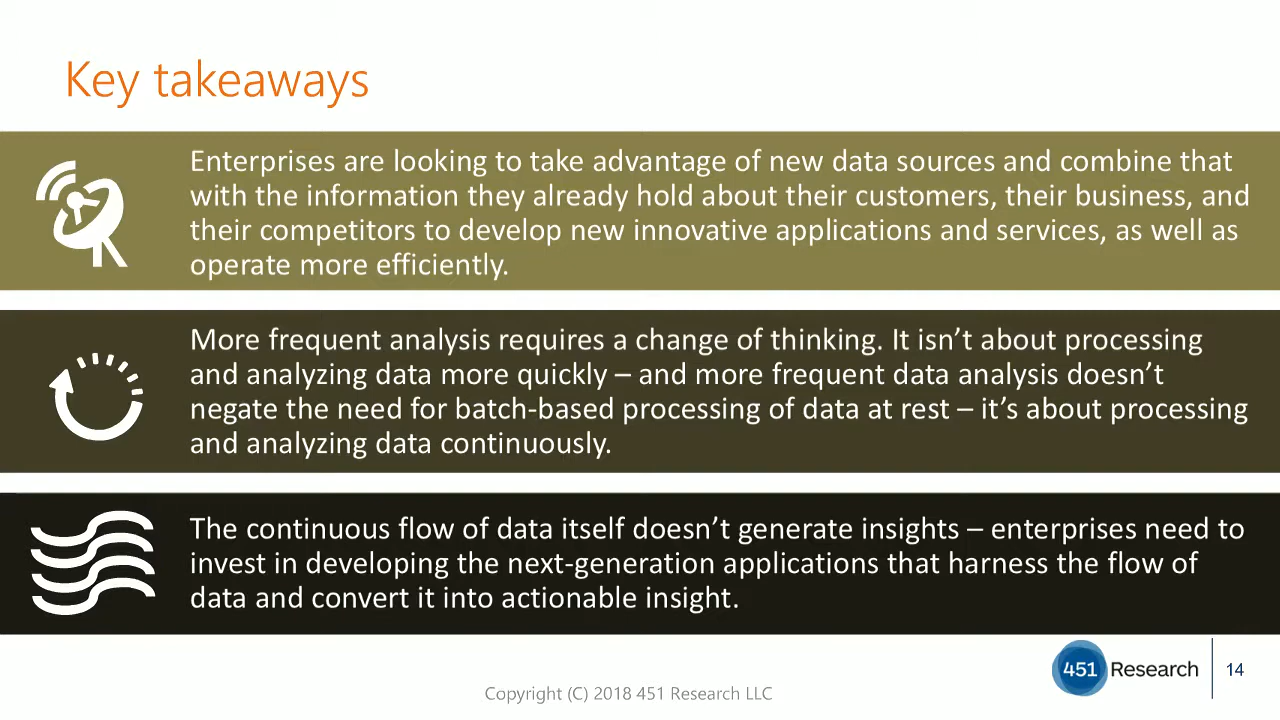 Key takeaways
Enterprises are looking to take advantage of new data sources and combine that
with the information they already hold about their customers, their business, and
their competitors to develop new innovative applications and services, as well as
operate more efficiently.
More frequent analysis requires a change of thinking. It isn’t about processing
and analyzing data more quickly – and more frequent data analysis doesn’t
negate the need for batch-based processing of data at rest – it’s about processing
and analyzing data continuously.
The continuous flow of data itself doesn’t generate insights – enterprises need to
invest in developing the next-generation applications that harness the flow of
data and convert it into actionable insight.
451 Research
14
Copyright (C) 2018 451 Research LLC